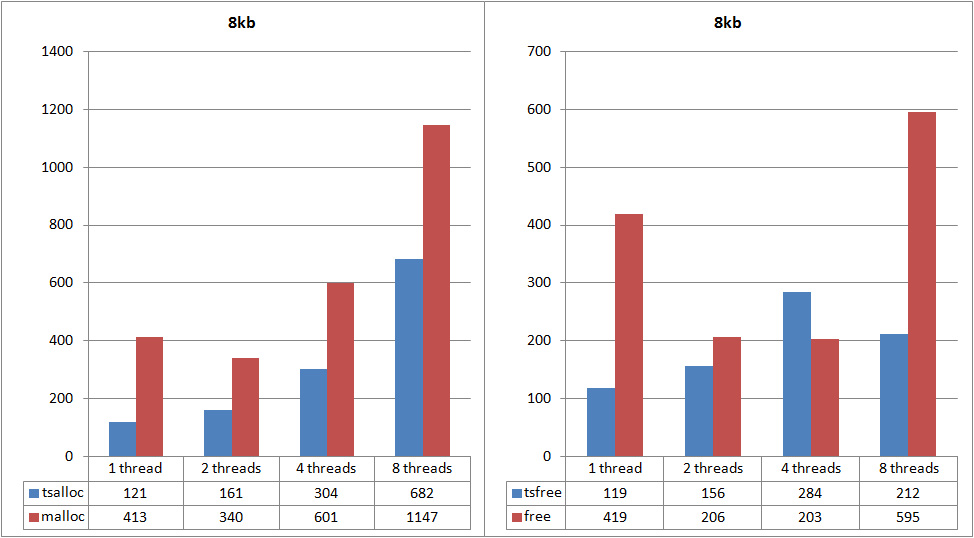 8kb
1400
1200
1000
800
600
400
200
0
1 thread 2 threads 4 threads 8 threads
tsalloc 121 161 304 682
malloc 413 340 601 1147
8kb
700
600
500
400
300
200
100
0
1 thread 2 threads 4 threads 8 threads
tsfree 119 156 284 212
free 419 206 203 595